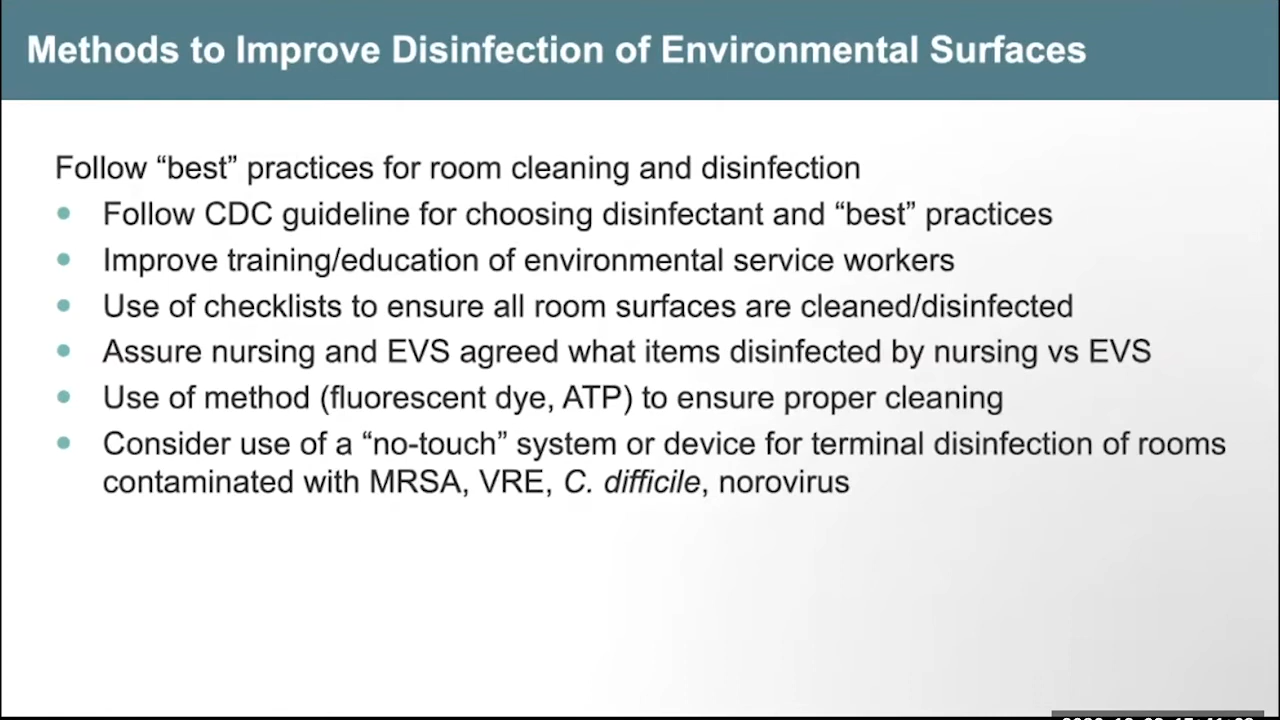 Methods to Improve Disinfection of Environmental Surfaces
Follow “best” practices for room cleaning and disinfection
• Follow CDC guideline for choosing disinfectant and “best” practices
• Improve training/education of environmental service workers
• Use of checklists to ensure all room surfaces are cleaned/disinfected
• Assure nursing and EVS agreed what items disinfected by nursing vs EVS
• Use of method (fluorescent dye, ATP) to ensure proper cleaning
• Consider use of a “no-touch” system or device for terminal disinfection of rooms
contaminated with MRSA, VRE, C. difficile, norovirus